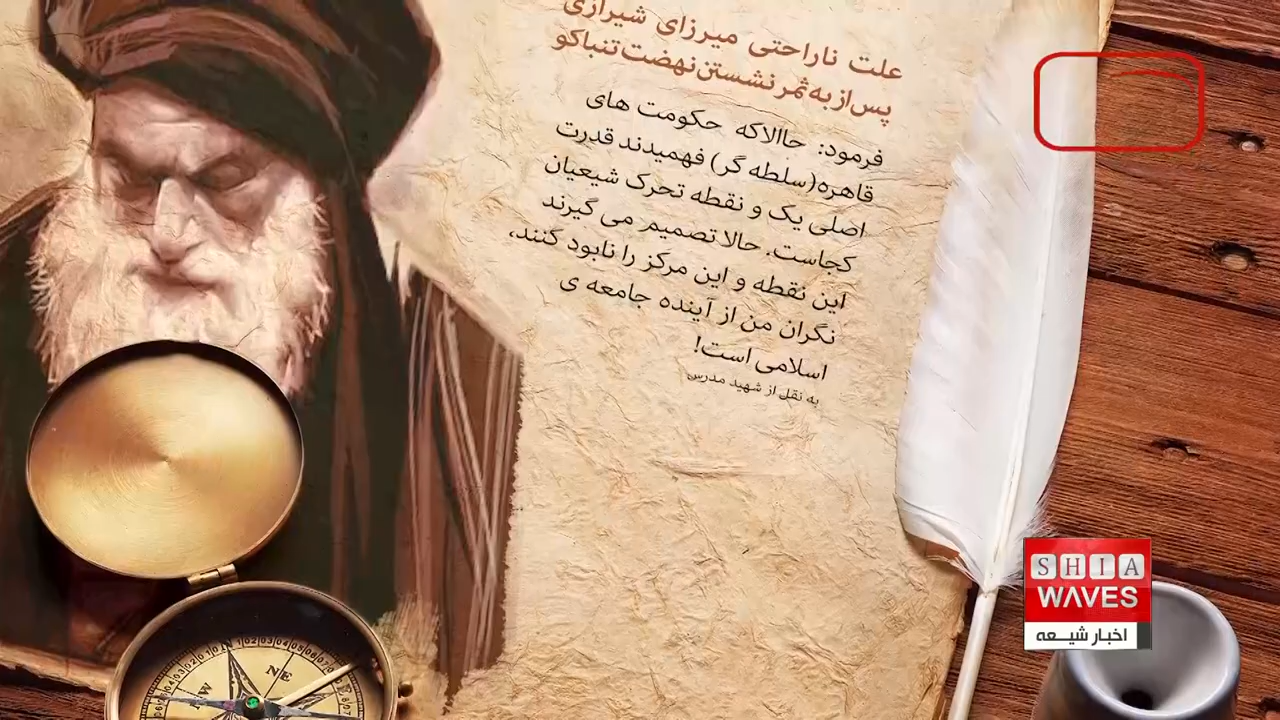 علت ناراحتی میرزای شیرازی
پس از به ثمر نشستن نهضت تنباکو
فرمود: حاالاکه حکومت های
قاهره(سلطه گر) فهمیدند قدرت
اصلی یک و نقطه تحرک شیعیان
کجاست. حالا تصمیم می گیرند
این نقطه و این مرکز را نابود کنند،
نگران من از آینده جامعه ی
اسلامی است!
به نقل از شهید مدرس
SHIA
WAVES
اخبار شیعه
NE
W